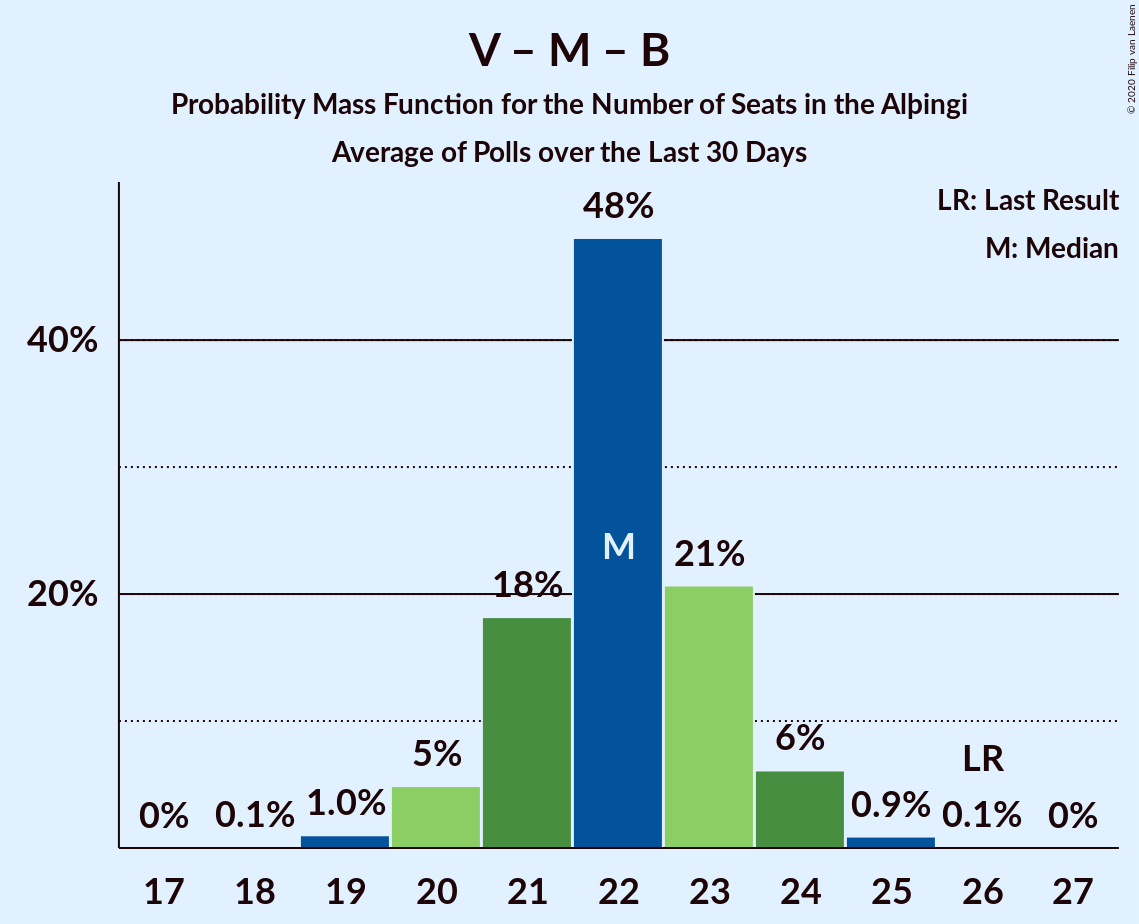 V – M – B
Probability Mass Function for the Number of Seats in the Alþingi
Average of Polls over the Last 30 Days
© 2020 Filip van Laenen
LR: Last Result
M: Median
48%
40%
M
21%
18%
20%
6%
5%
LR
1.0%
0.9%
0%
0.1%
0.1%
0%
17 18 19 20 21 22 23 24 25 26 27